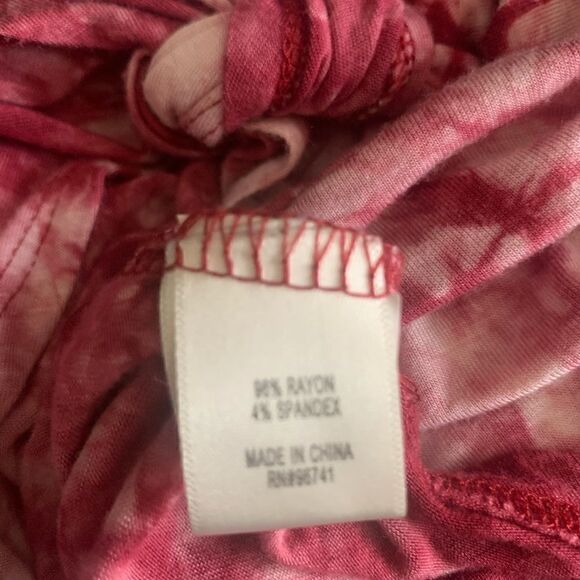 96% RAYON
4% SPANDEX
MADE IN CHINA
RN#96741